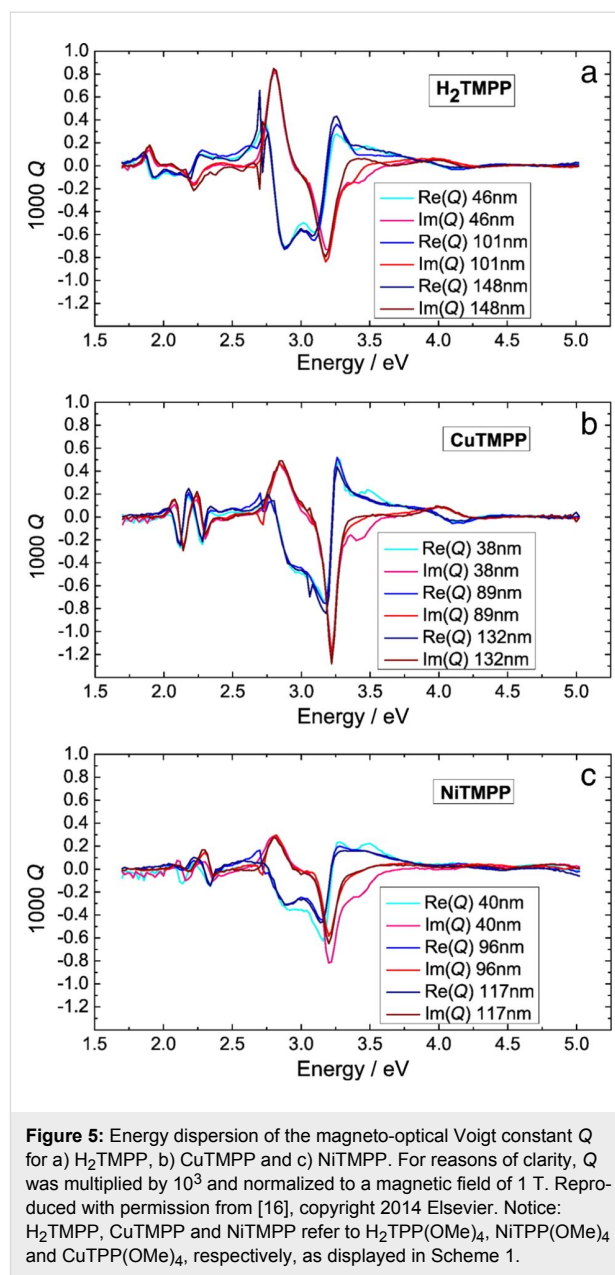 a
H₂TMPP
1000 Q
1.0
0.8
0.6
0.4
0.2
0.0
-0.2
-0.4
-0.6
-0.8
-1.0
-1.2
Re(Q) 46nm
Im(Q) 46nm
Re(Q) 101nm
Im(Q) 101nm
Re(Q) 148nm
Im(Q) 148nm
1.5 2.0 2.5 3.0 3.5 4.0 4.5 5.0
Energy / eV
b
CuTMPP
1000 Q
1.0
0.8
0.6
0.4
0.2
0.0
-0.2
-0.4
-0.6
-0.8
-1.0
-1.2
Re(Q) 38nm
Im(Q) 38nm
Re(Q) 89nm
Im(Q) 89nm
Re(Q) 132nm
Im(Q) 132nm
1.5 2.0 2.5 3.0 3.5 4.0 4.5 5.0
Energy / eV
c
NiTMPP
1000 Q
1.0
0.8
0.6
0.4
0.2
0.0
-0.2
-0.4
-0.6
-0.8
-1.0
-1.2
Re(Q) 40nm
Im(Q) 40nm
Re(Q) 96nm
Im(Q) 96nm
Re(Q) 117nm
Im(Q) 117nm
1.5 2.0 2.5 3.0 3.5 4.0 4.5 5.0
Energy / eV
Figure 5: Energy dispersion of the magneto-optical Voigt constant Q
for a) H₂TMPP, b) CuTMPP and c) NiTMPP. For reasons of clarity, Q
was multiplied by 10³ and normalized to a magnetic field of 1 T. Repro-
duced with permission from [16], copyright 2014 Elsevier. Notice:
H₂TMPP, CuTMPP and NiTMPP refer to H₂TPP(OMe)₄, NiTPP(OMe)₄
and CuTPP(OMe)₄, respectively, as displayed in Scheme 1.